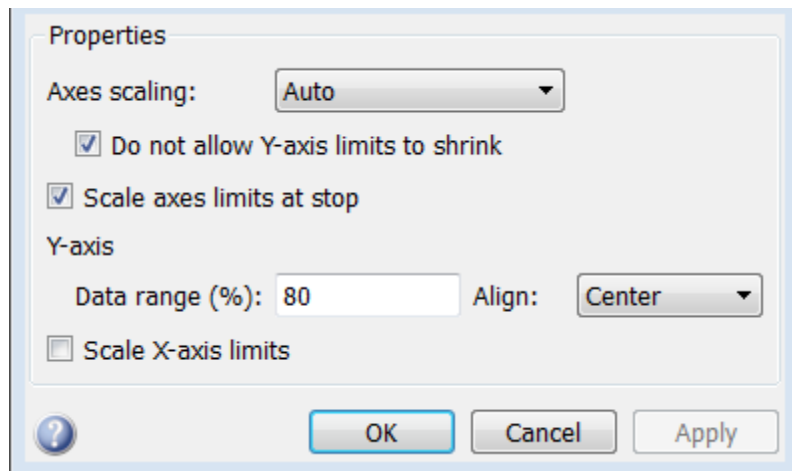 Properties
Axes scaling: Auto
Do not allow Y-axis limits to shrink
Scale axes limits at stop
Y-axis
Data range (%): 80 Align: Center
Scale X-axis limits
? OK Cancel Apply